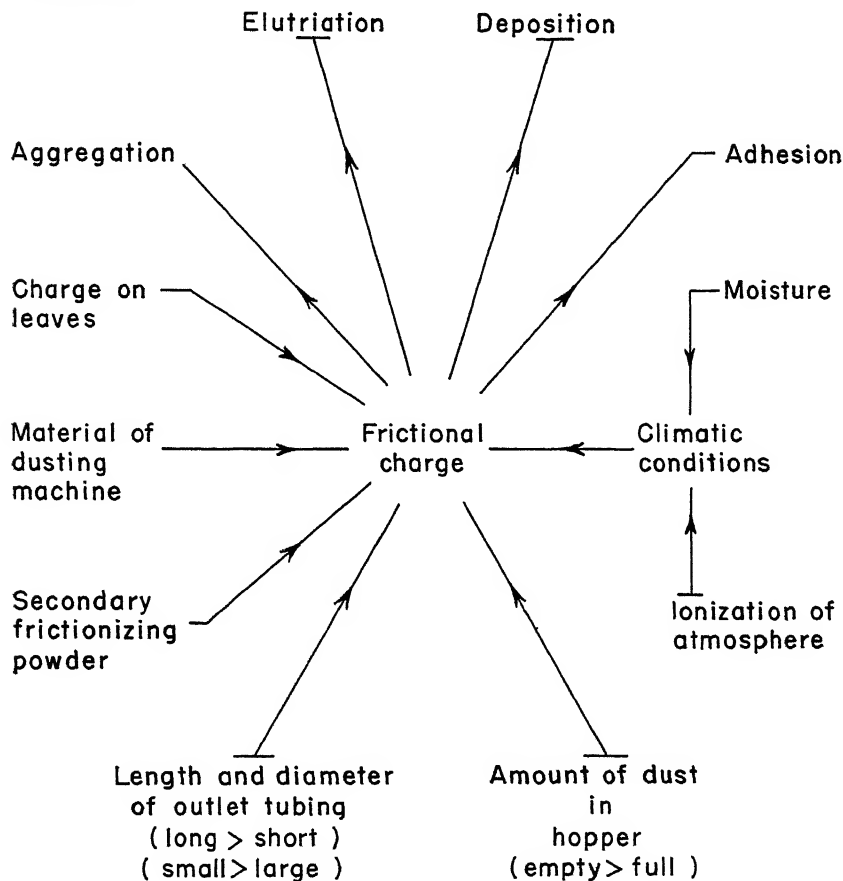 Elutriation
Deposition
Aggregation
Adhesion
Charge on
leaves
Moisture
Material of
dusting
machine
Frictional
charge
Climatic
conditions
Secondary
frictionizing
powder
Ionization of
atmosphere
Length and diameter
of outlet tubing
( long > short )
( small > large )
Amount of dust
in
hopper
(empty > full )